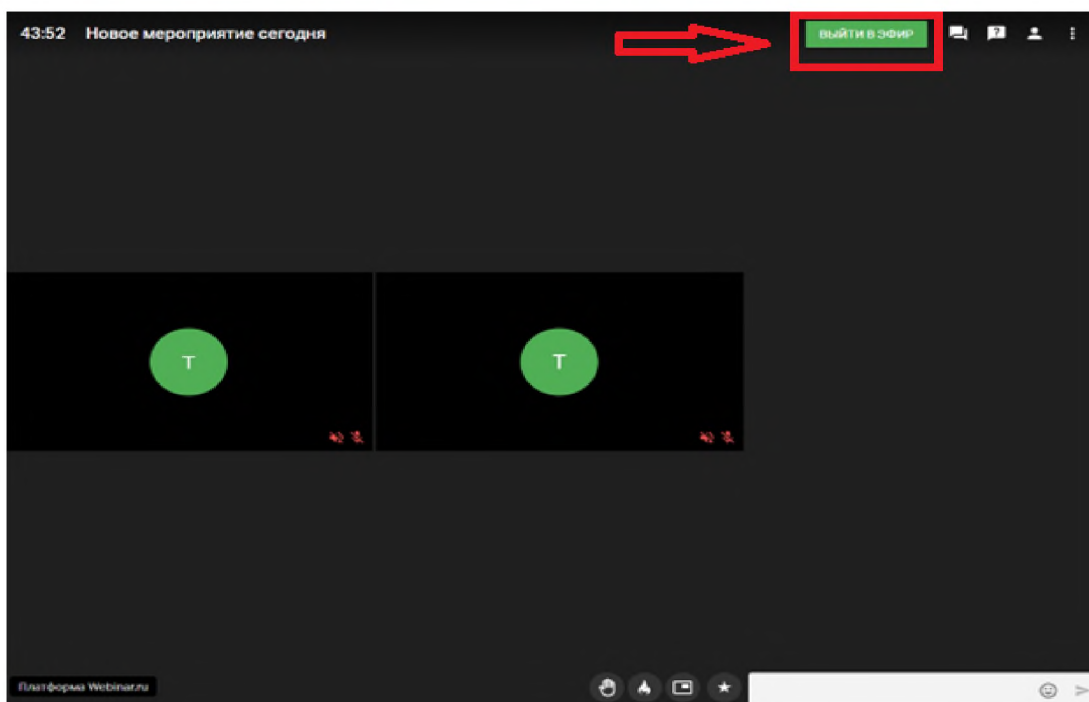 43:52 Новое мероприятие сегодня ВЫЙТИ В ЭФИР ?
T T
Платформа Webinar.ru